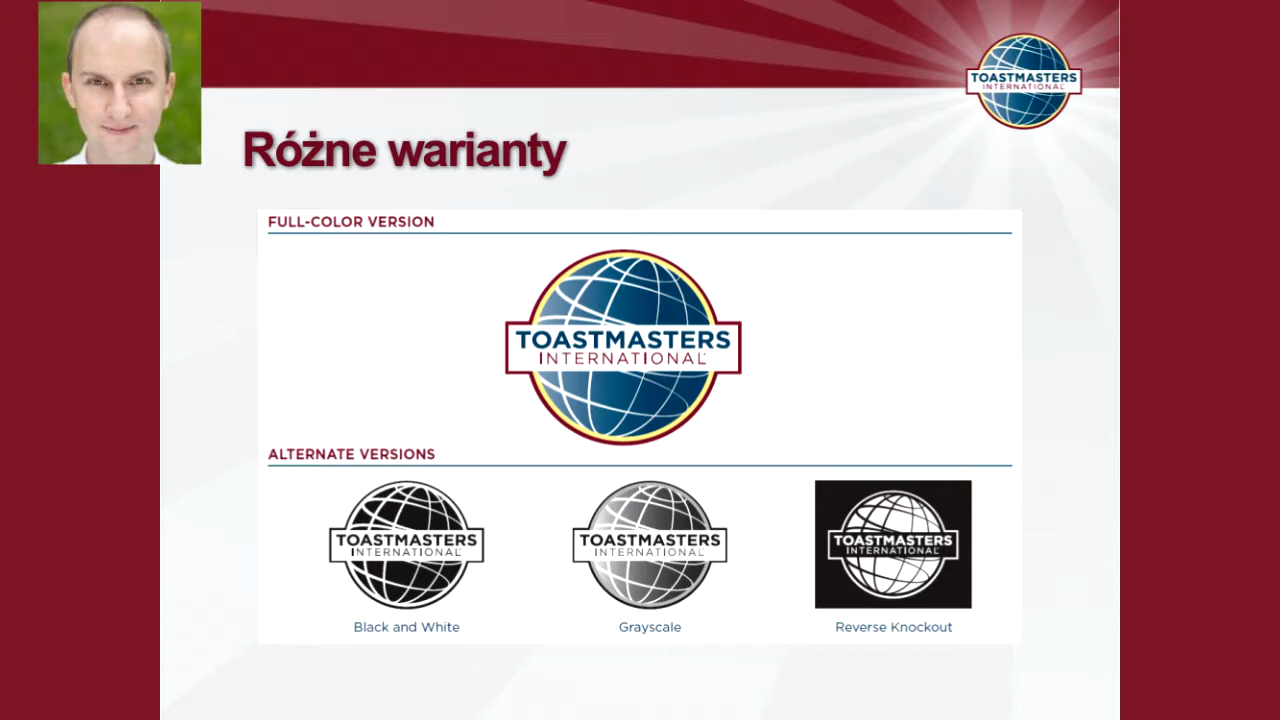 TOASTMASTERS
INTERNATIONAL
Różne warianty
FULL-COLOR VERSION
TOASTMASTERS
INTERNATIONAL
ALTERNATE VERSIONS
TOASTMASTERS
INTERNATIONAL
TOASTMASTERS
INTERNATIONAL
TOASTMASTERS
INTERNATIONAL
Black and White
Grayscale
Reverse Knockout